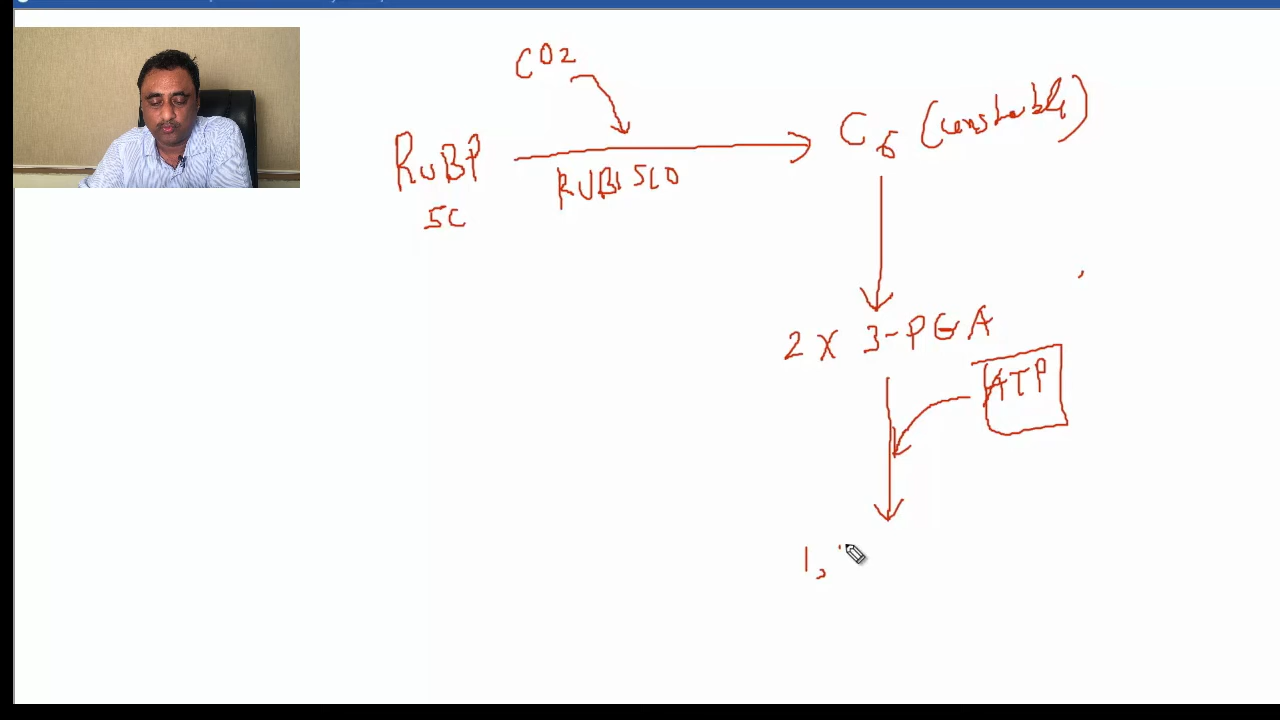 CO2
RuBP
5C
RUBISCO
C6 (unstable)
2 X 3-PGA
ATP
1,